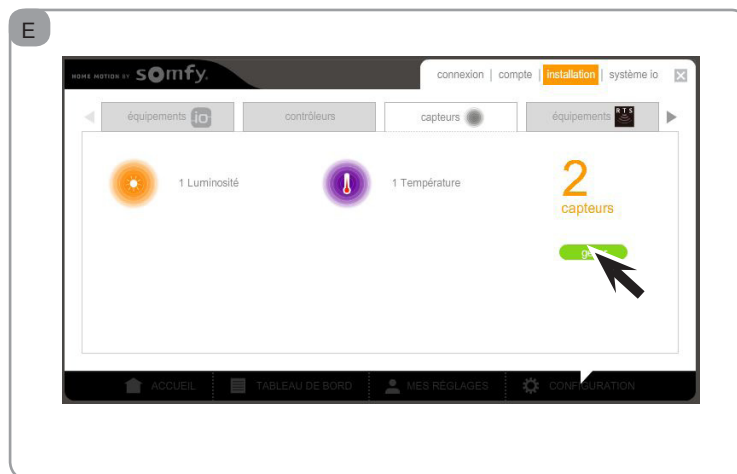 E
HOME MOTION BY somfy.
connexion | compte | installation | système io
équipements io
contrôleurs
capteurs
équipements RTS
1 Luminosité
1 Température
2
capteurs
ACCUEIL
TABLEAU DE BORD
MES RÉGLAGES
CONFIGURATION